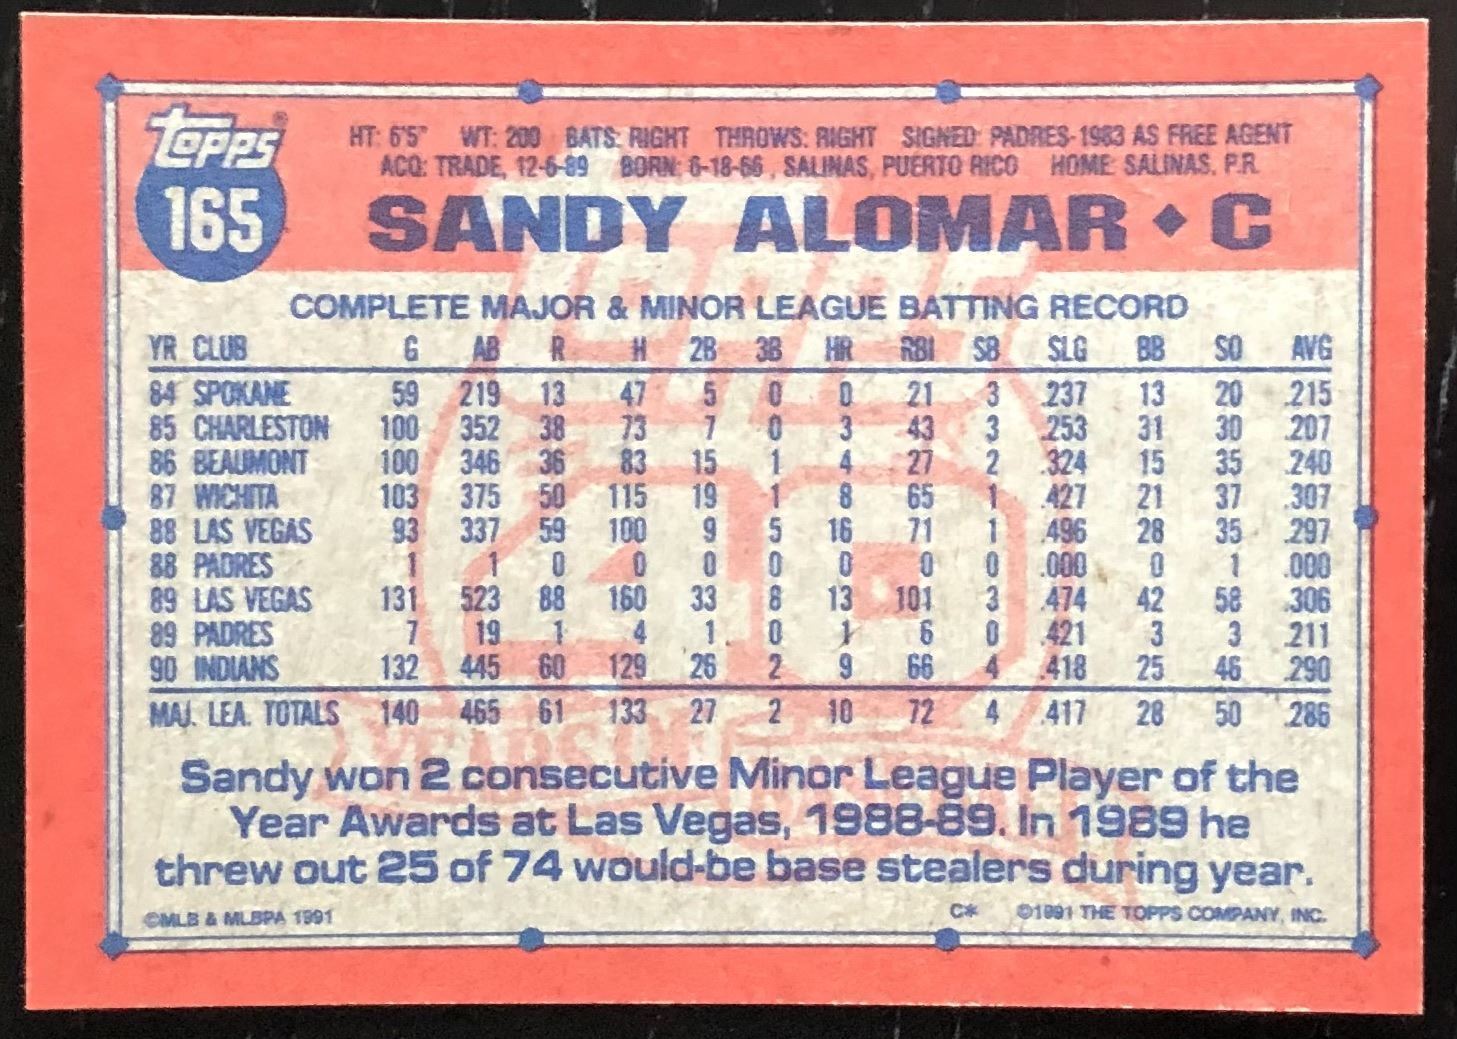 topps®
165
HT: 6'5" WT: 200 BATS: RIGHT THROWS: RIGHT SIGNED: PADRES-1983 AS FREE AGENT
ACQ: TRADE, 12-6-89 BORN: 6-18-66, SALINAS, PUERTO RICO HOME: SALINAS, P.R.
SANDY ALOMAR ♦ C
COMPLETE MAJOR & MINOR LEAGUE BATTING RECORD
YR CLUB G AB R H 2B 3B HR RBI SB SLG BB SO AVG
84 SPOKANE 59 219 13 47 5 0 0 21 3 .237 13 20 .215
85 CHARLESTON 100 352 38 73 7 0 3 43 3 .253 31 30 .207
86 BEAUMONT 100 346 36 83 15 1 4 27 2 .324 15 35 .240
87 WICHITA 103 375 50 115 19 1 8 65 1 .427 21 37 .307
88 LAS VEGAS 93 337 59 100 9 5 16 71 1 .496 28 35 .297
88 PADRES 1 1 0 0 0 0 0 0 0 .000 0 1 .000
89 LAS VEGAS 131 523 88 160 33 8 13 101 3 .474 42 58 .306
89 PADRES 7 19 1 4 1 0 1 6 0 .421 3 3 .211
90 INDIANS 132 445 60 129 26 2 9 66 4 .418 25 46 .290
MAJ. LEA. TOTALS 140 465 61 133 27 2 10 72 4 .417 28 50 .286
Sandy won 2 consecutive Minor League Player of the
Year Awards at Las Vegas, 1988-89. In 1989 he
threw out 25 of 74 would-be base stealers during year.
©MLB & MLBPA 1991
C* ©1991 THE TOPPS COMPANY, INC.
topps
40
YEARS OF